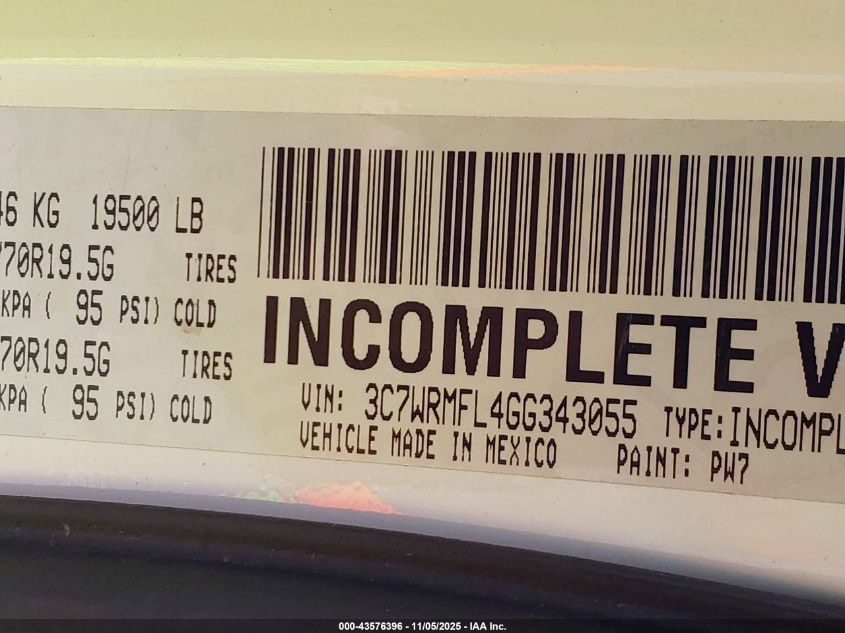 46 KG 19500 LB
70R19.5G TIRES
KPA ( 95 PSI) COLD
70R19.5G TIRES
KPA ( 95 PSI) COLD
INCOMPLETE V
VIN: 3C7WRMFL4GG343055 TYPE: INCOMPL
VEHICLE MADE IN MEXICO PAINT: PW7
000-43576396 - 11/05/2025 - IAA Inc.